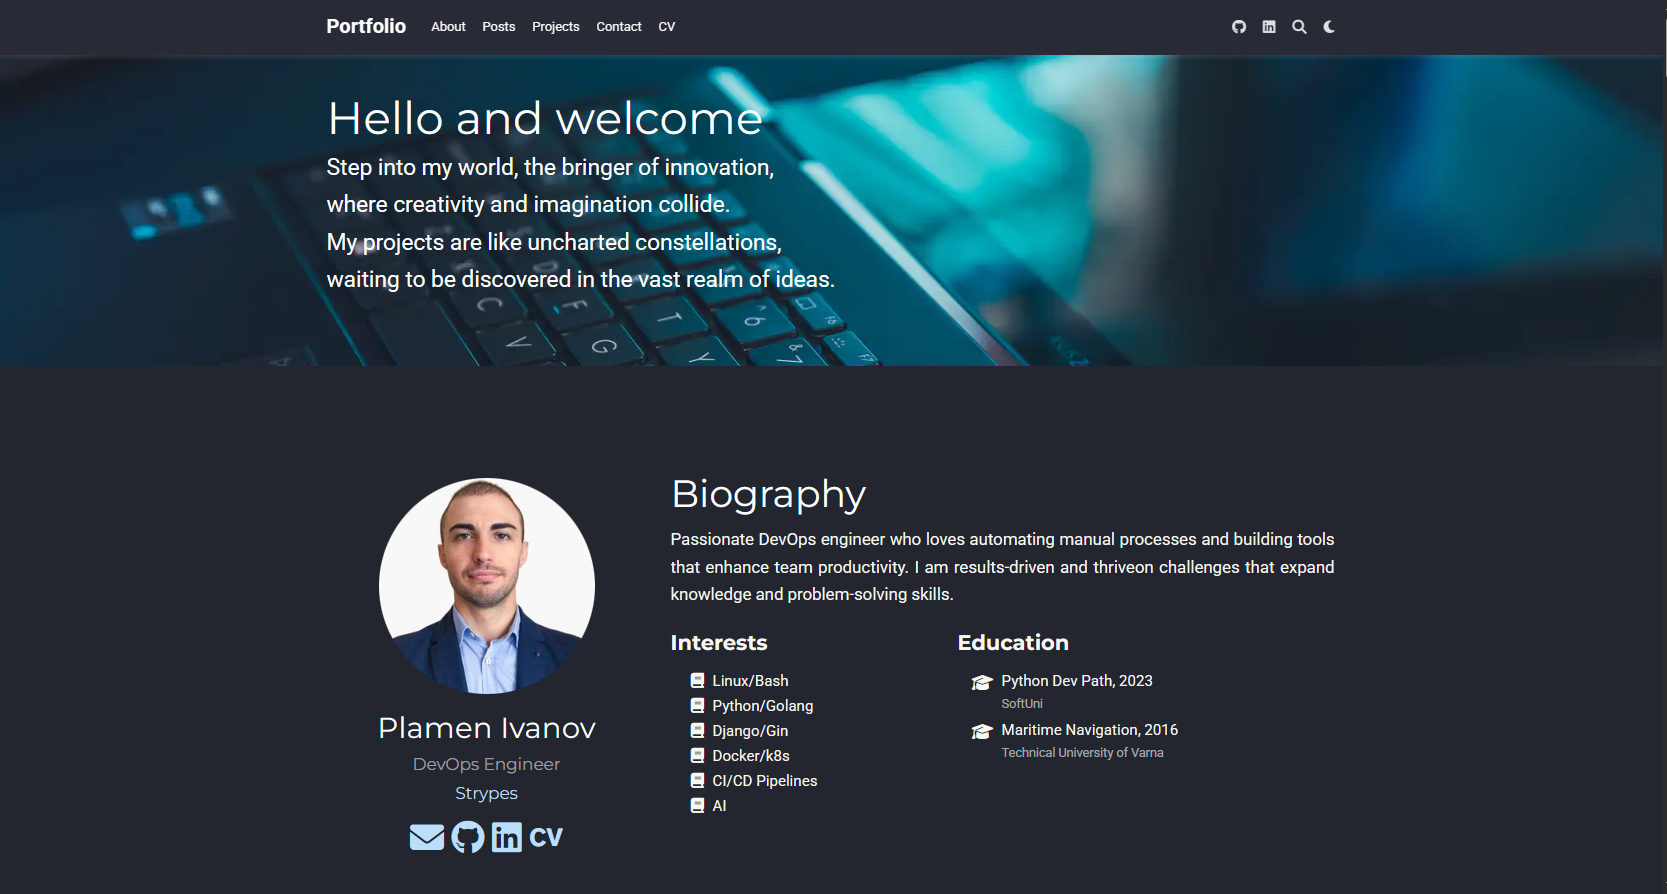 Portfolio About Posts Projects Contact CV
Hello and welcome
Step into my world, the bringer of innovation,
where creativity and imagination collide.
My projects are like uncharted constellations,
waiting to be discovered in the vast realm of ideas.
C D F
V G T 6 F6
Y & 7 F7
Biography
Passionate DevOps engineer who loves automating manual processes and building tools
that enhance team productivity. I am results-driven and thriveon challenges that expand
knowledge and problem-solving skills.
Plamen Ivanov
DevOps Engineer
Strypes
CV
Interests
Linux/Bash
Python/Golang
Django/Gin
Docker/k8s
CI/CD Pipelines
AI
Education
Python Dev Path, 2023
SoftUni
Maritime Navigation, 2016
Technical University of Varna